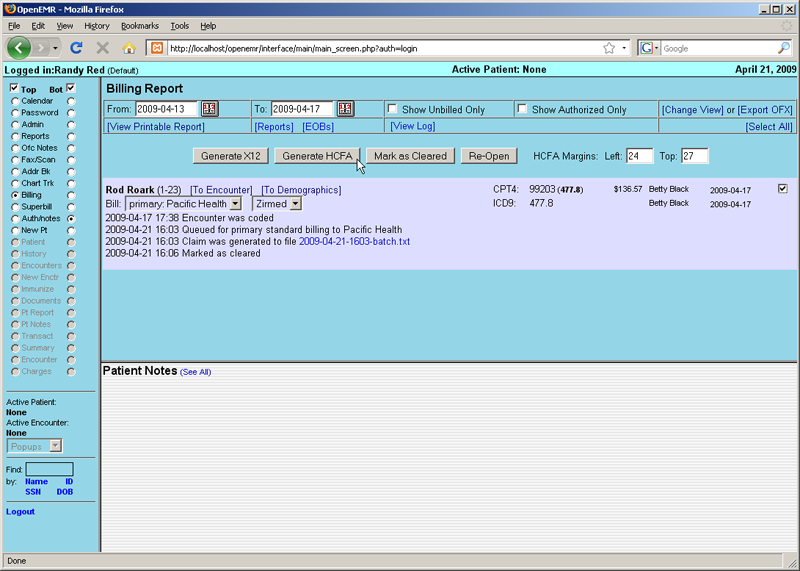 OpenEMR - Mozilla Firefox
File Edit View History Bookmarks Tools Help
http://localhost/openemr/interface/main/main_screen.php?auth=login
Google
Logged in:Randy Red (Default) Active Patient: None April 21, 2009
Top Bot
Calendar
Password
Admin
Reports
Ofc Notes
Fax/Scan
Addr Bk
Chart Trk
Billing
Superbill
Auth/notes
New Pt
Patient
History
Encounters
New Enctr
Immunize
Documents
Pt Report
Pt Notes
Transact
Summary
Encounter
Charges
Active Patient:
None
Active Encounter:
None
Popups
Find:
by: Name ID
SSN DOB
Logout
Billing Report
From: 2009-04-13 To: 2009-04-17 Show Unbilled Only Show Authorized Only [Change View] or [Export OFX]
[View Printable Report] [Reports] [EOBs] [View Log] [Select All]
Generate X12 Generate HCFA Mark as Cleared Re-Open HCFA Margins: Left: 24 Top: 27
Rod Roark (1-23) [To Encounter] [To Demographics] CPT4: 99203 (477.8) $136.57 Betty Black 2009-04-17
Bill: primary: Pacific Health Zirmed ICD9: 477.8 Betty Black 2009-04-17
2009-04-17 17:38 Encounter was coded
2009-04-21 16:03 Queued for primary standard billing to Pacific Health
2009-04-21 16:03 Claim was generated to file 2009-04-21-1603-batch.txt
2009-04-21 16:06 Marked as cleared
Patient Notes (See All)
Done